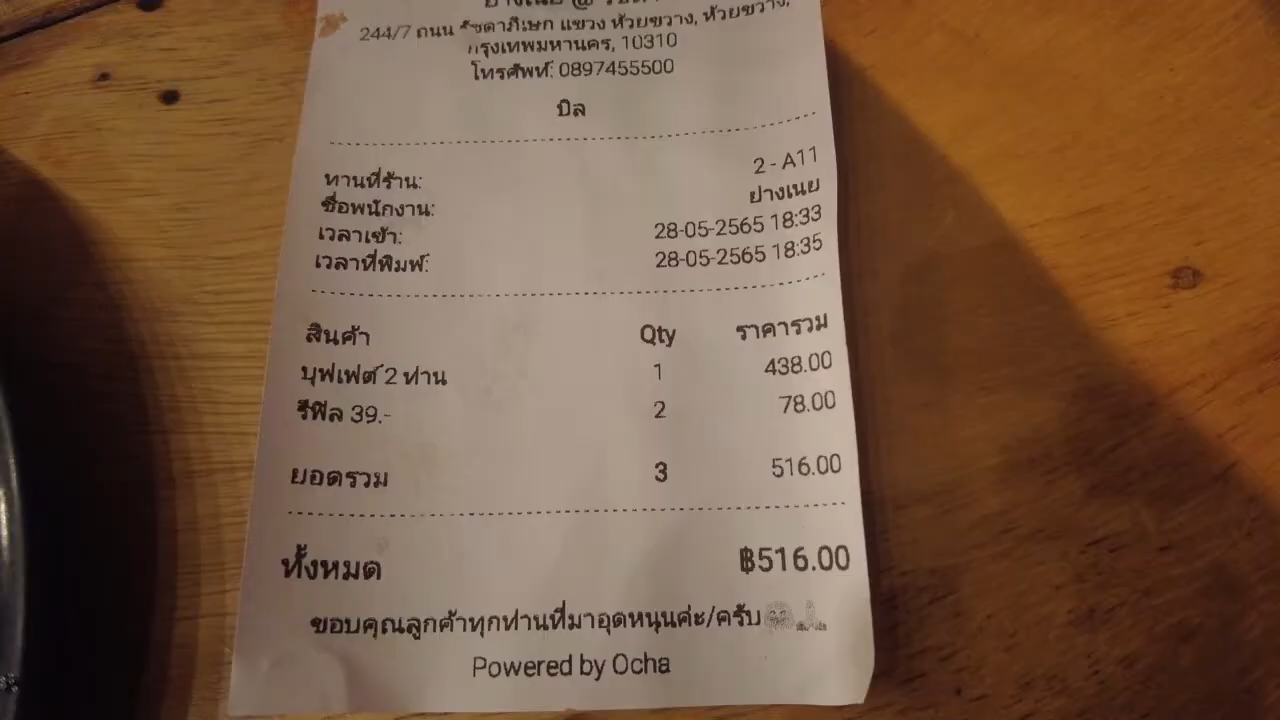 244/7 ถนน รัชดาภิเษก แขวง ห้วยขวาง, ห้วยขวาง,
กรุงเทพมหานคร, 10310
โทรศัพท์: 0897455500
บิล
ทานที่ร้าน: 2 - A11
ชื่อพนักงาน: ย่างเนย
เวลาเข้า: 28-05-2565 18:33
เวลาที่พิมพ์: 28-05-2565 18:35
สินค้า Qty ราคารวม
บุฟเฟต์ 2 ท่าน 1 438.00
รีฟิล 39.- 2 78.00
ยอดรวม 3 516.00
ทั้งหมด ฿516.00
ขอบคุณลูกค้าทุกท่านที่มาอุดหนุนค่ะ/ครับ
Powered by Ocha